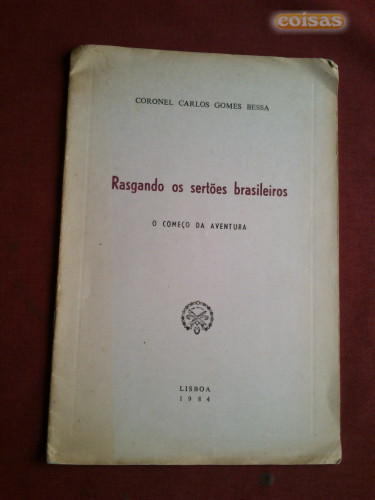 coisas
CORONEL CARLOS GOMES BESSA
Rasgando os sertões brasileiros
O COMEÇO DA AVENTURA
LISBOA
1984